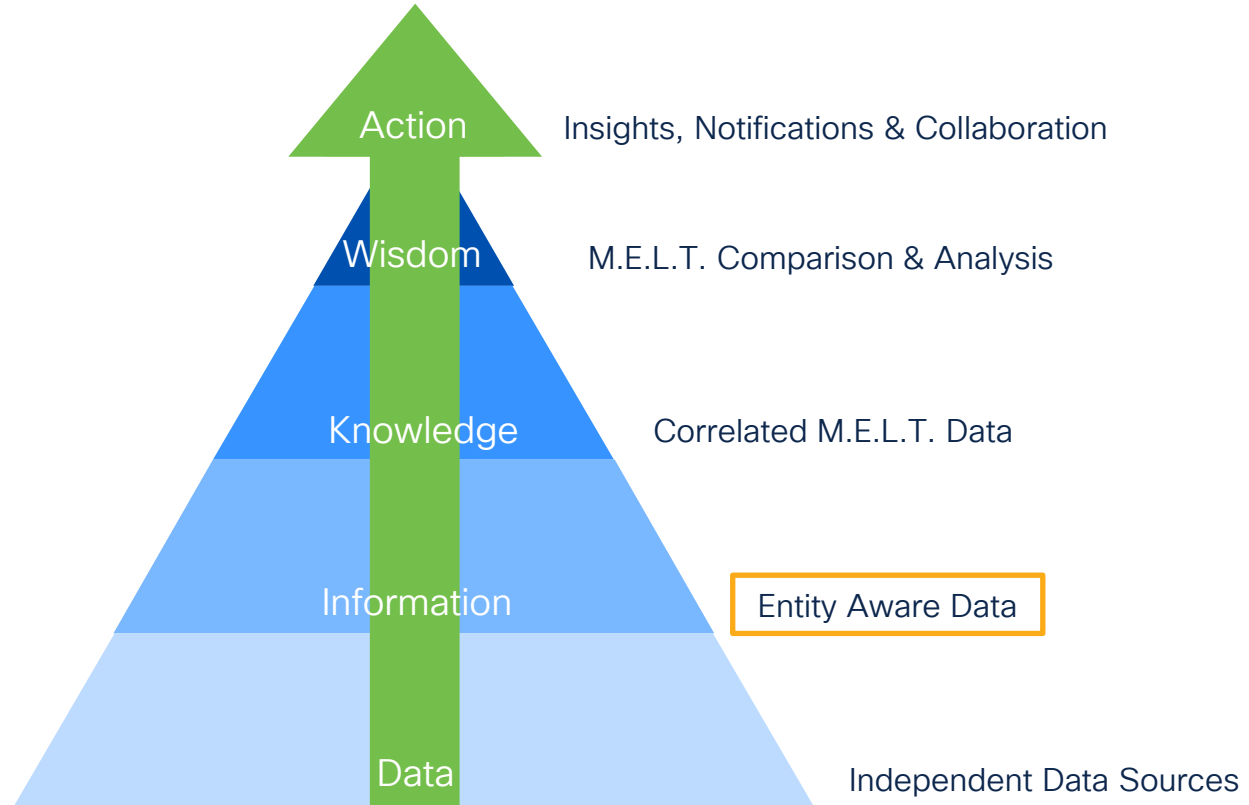 Action
Insights, Notifications & Collaboration
Wisdom
M.E.L.T. Comparison & Analysis
Knowledge
Correlated M.E.L.T. Data
Information
Entity Aware Data
Data
Independent Data Sources